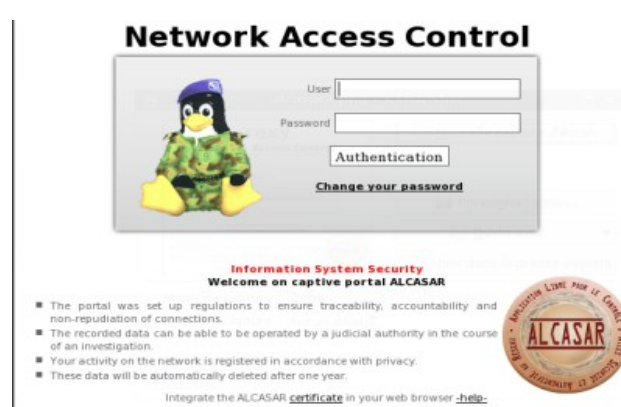 Network Access Control
User
Password
Authentication
Change your password
Information System Security
Welcome on captive portal ALCASAR
The portal was set up regulations to ensure traceability, accountability and
non-repudiation of connections.
The recorded data can be able to be operated by a judicial authority in the course
of an investigation.
Your activity on the network is registered in accordance with privacy.
These data will be automatically deleted after one year.
Integrate the ALCASAR certificate in your web browser -help-
APPLICATION LIBRE POUR LE
ALCASAR